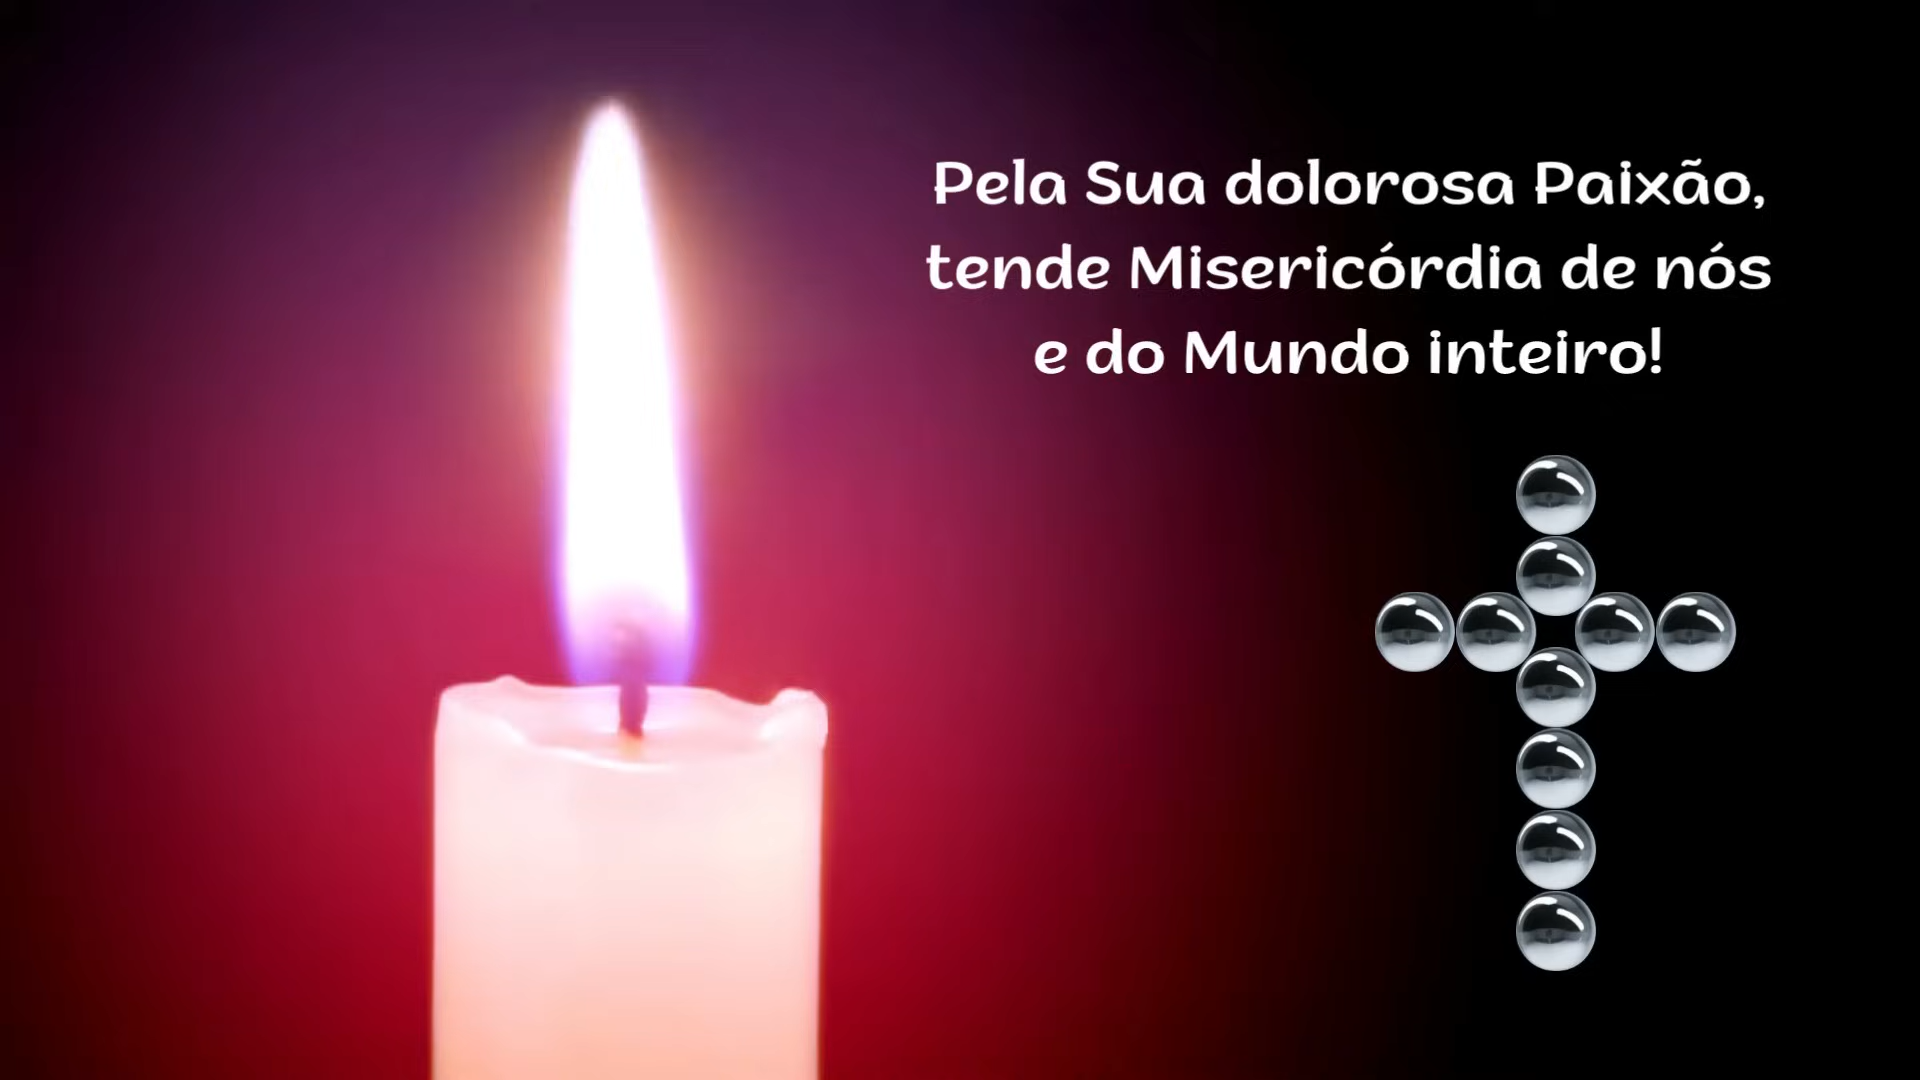 Pela Sua dolorosa Paixão,
tende Misericórdia de nós
e do Mundo inteiro!